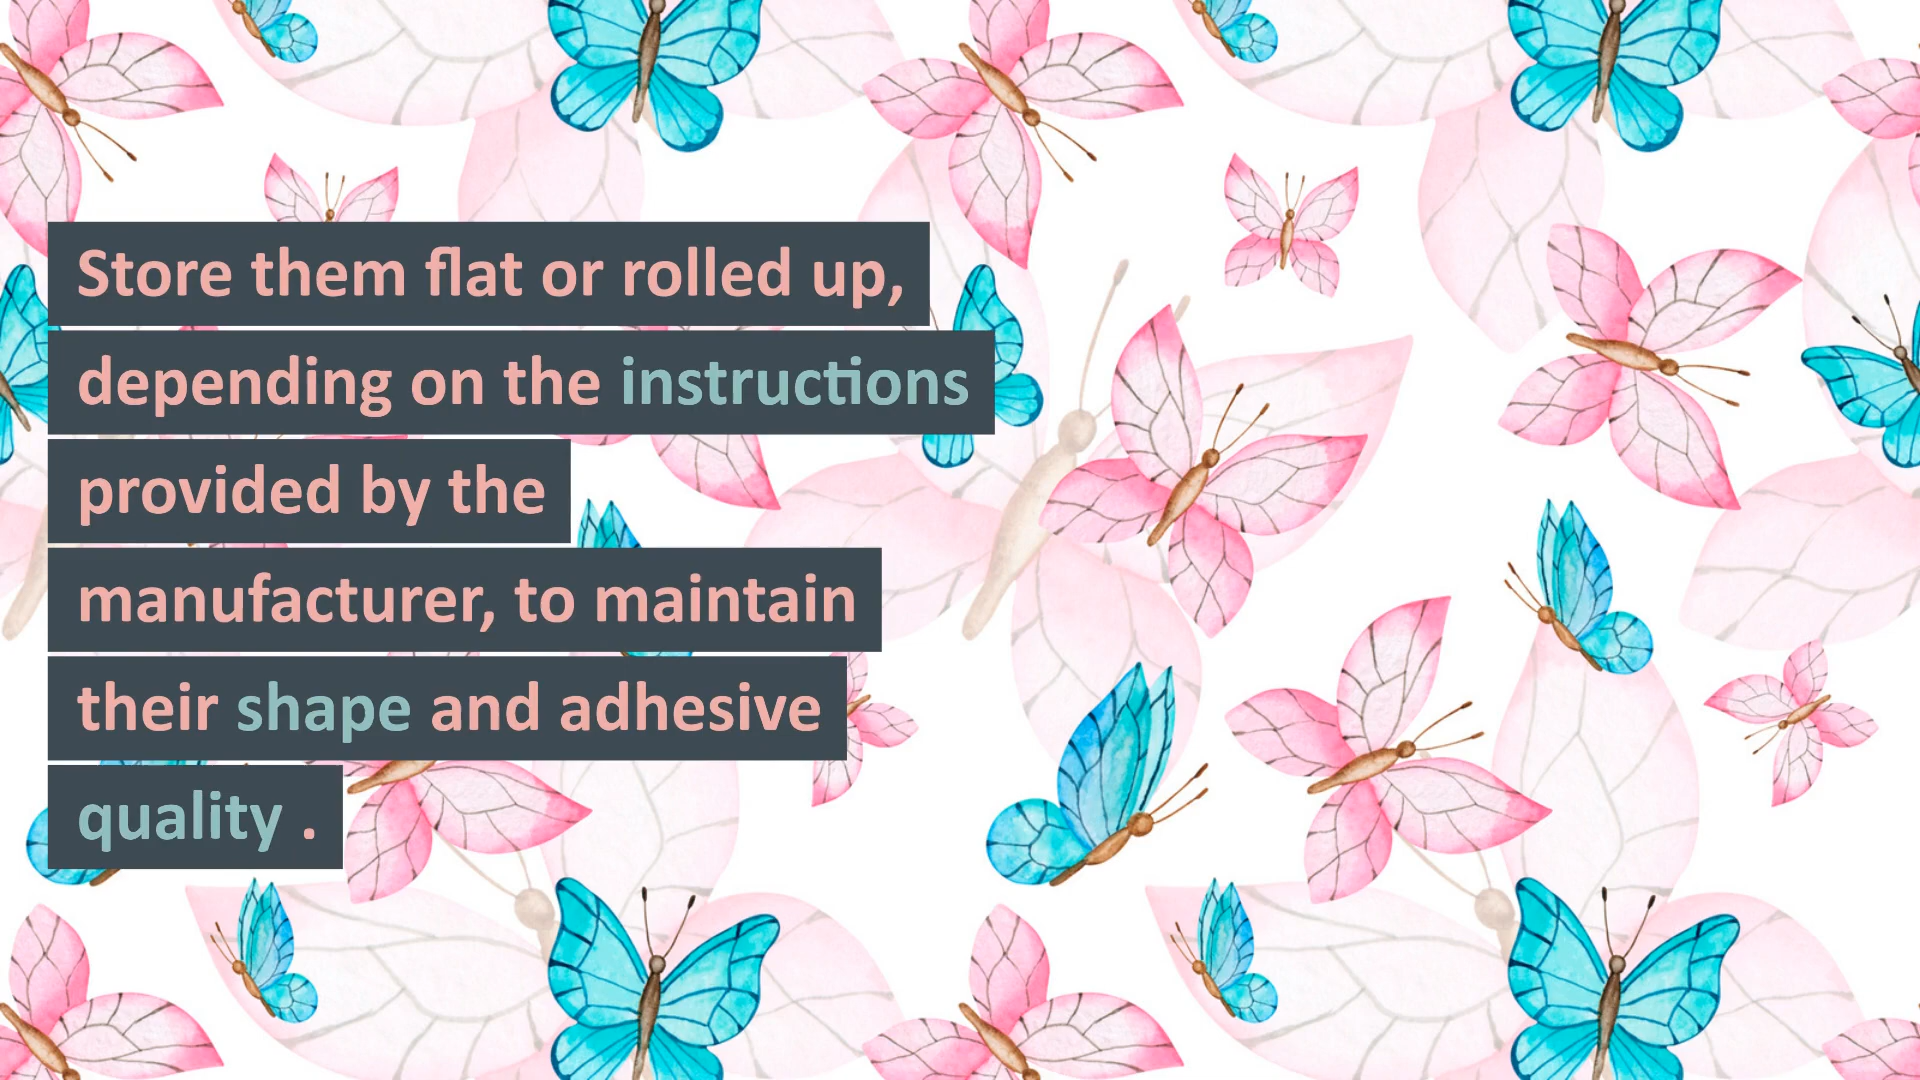 Store them flat or rolled up,
depending on the instructions
provided by the
manufacturer, to maintain
their shape and adhesive
quality .